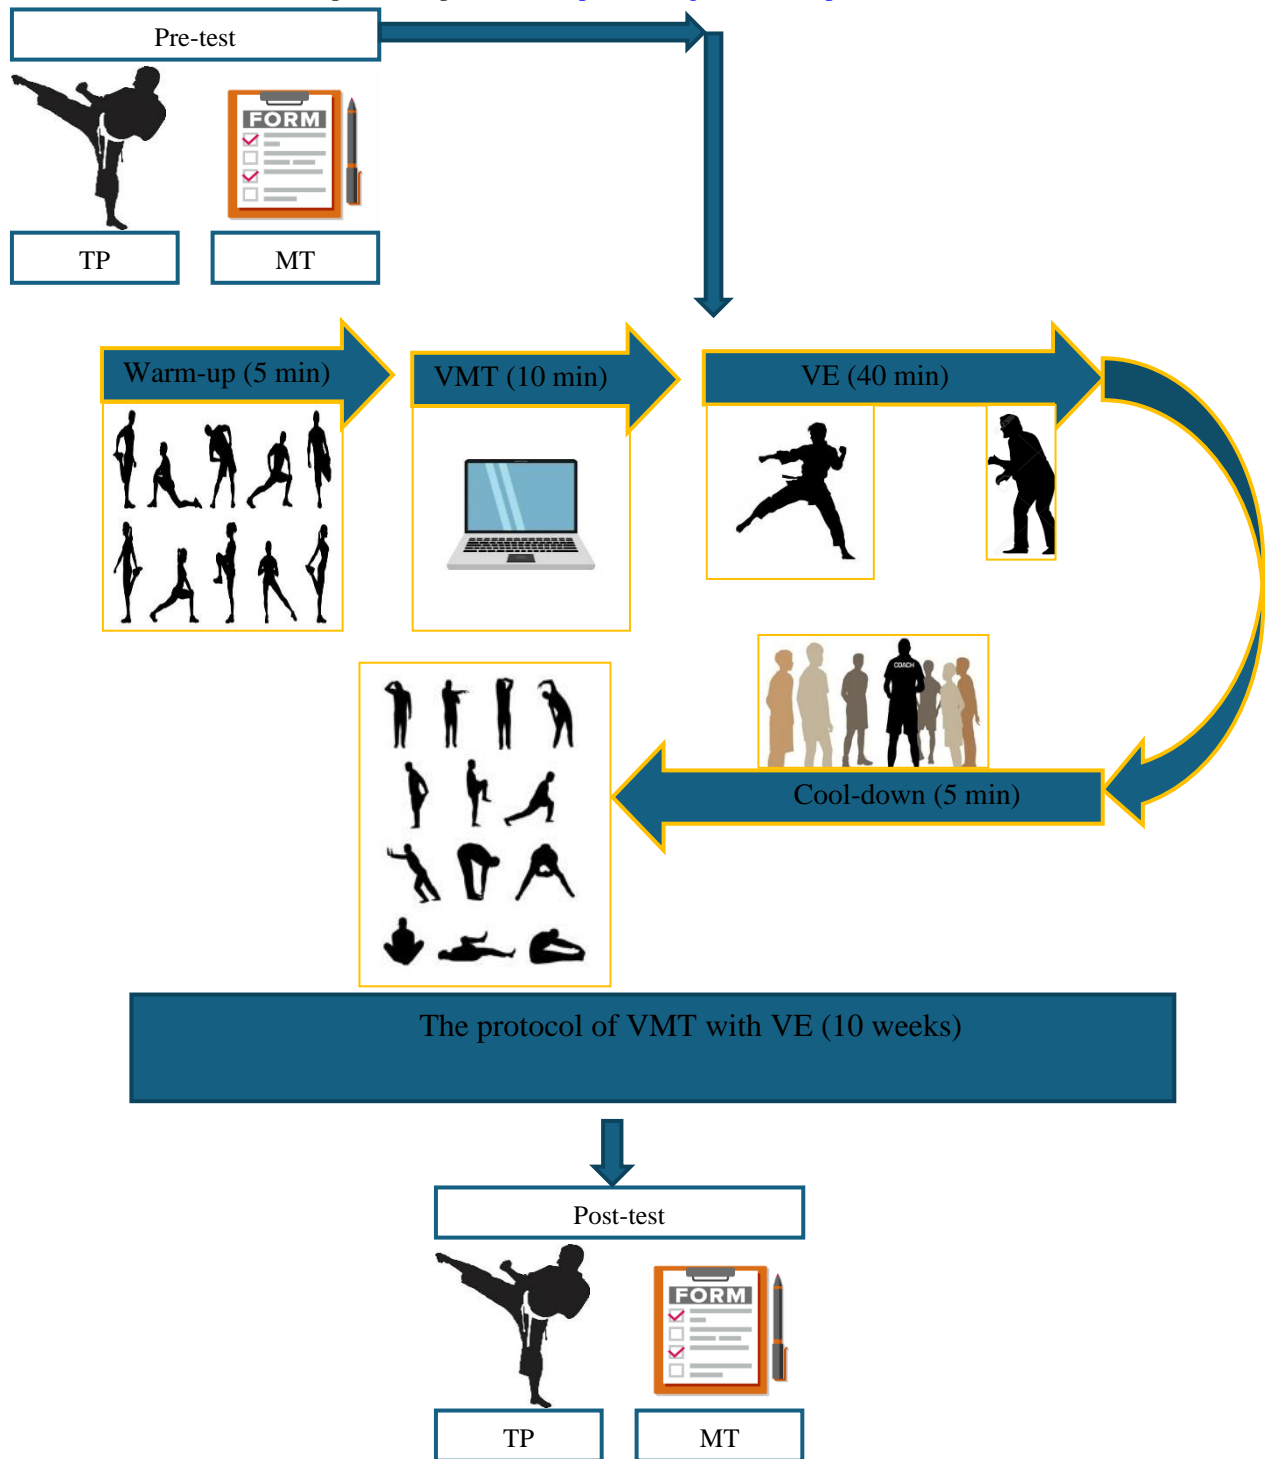 Pre-test
FORM
TP
MT
Warm-up (5 min)
VMT (10 min)
VE (40 min)
COACH
Cool-down (5 min)
The protocol of VMT with VE (10 weeks)
Post-test
FORM
TP
MT